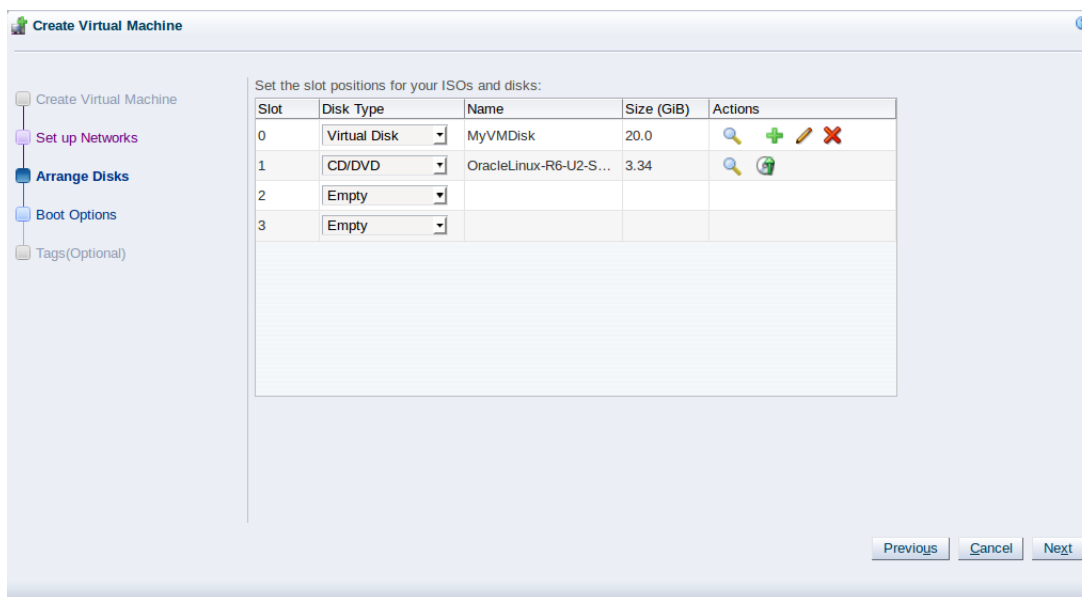 Create Virtual Machine
Create Virtual Machine
Set up Networks
Arrange Disks
Boot Options
Tags(Optional)
Set the slot positions for your ISOs and disks:
Slot Disk Type Name Size (GiB) Actions
0 Virtual Disk MyVMDisk 20.0
1 CD/DVD OracleLinux-R6-U2-S... 3.34
2 Empty
3 Empty
Previous Cancel Next